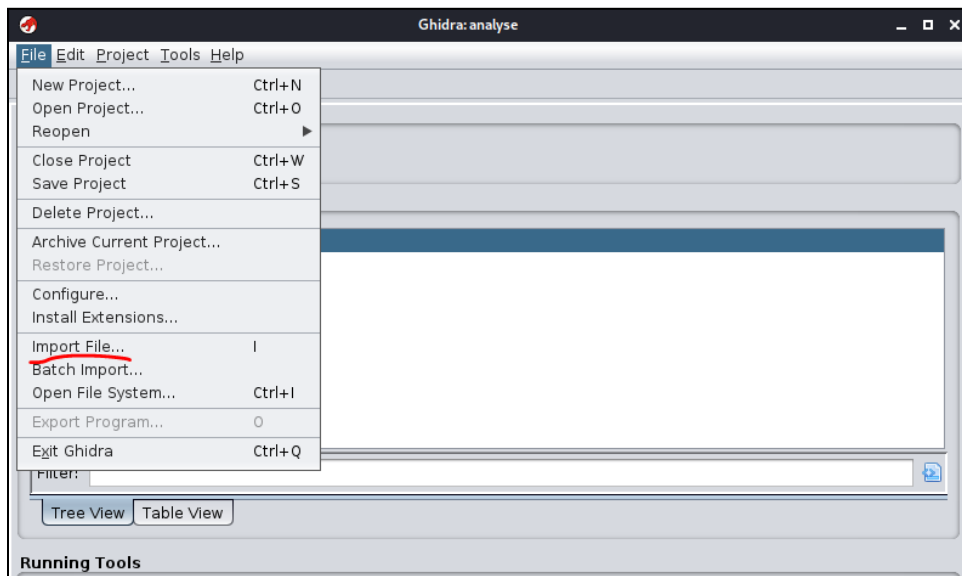 Ghidra: analyse
File Edit Project Tools Help
New Project... Ctrl+N
Open Project... Ctrl+O
Reopen
Close Project Ctrl+W
Save Project Ctrl+S
Delete Project...
Archive Current Project...
Restore Project...
Configure...
Install Extensions...
Import File... I
Batch Import...
Open File System... Ctrl+I
Export Program... O
Exit Ghidra Ctrl+Q
Filter:
Tree View Table View
Running Tools